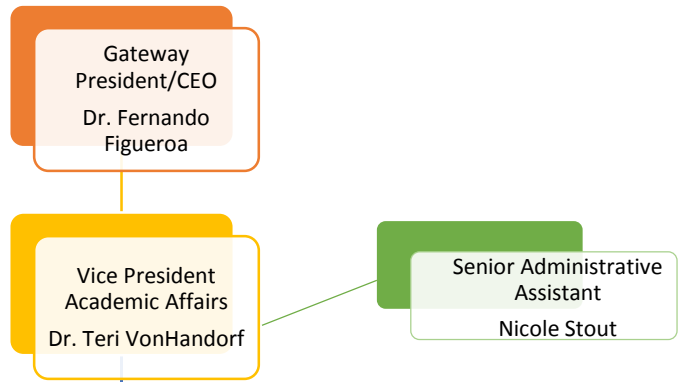 Gateway
President/CEO
Dr. Fernando
Figueroa
Vice President
Academic Affairs
Dr. Teri VonHandorf
Senior Administrative
Assistant
Nicole Stout